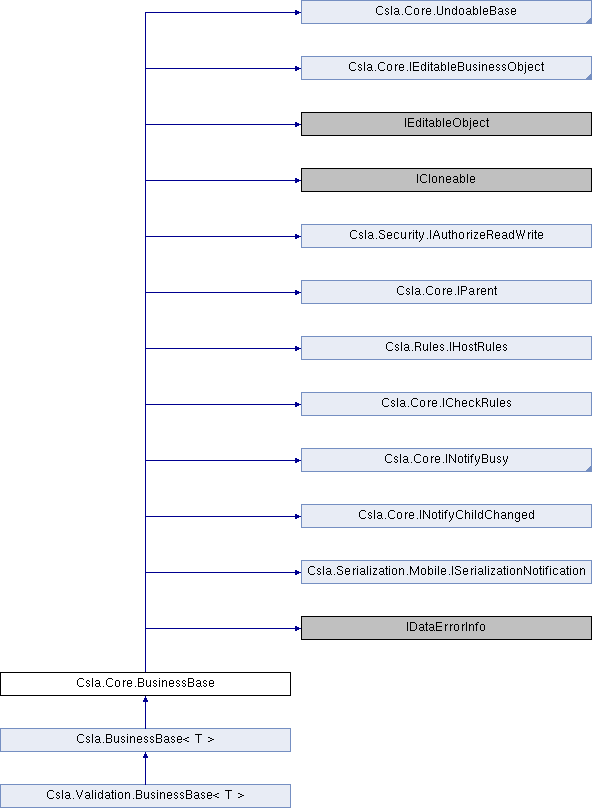 Csla.Core.UndoableBase
Csla.Core.IEditableBusinessObject
IEditableObject
ICloneable
Csla.Security.IAuthorizeReadWrite
Csla.Core.IParent
Csla.Rules.IHostRules
Csla.Core.ICheckRules
Csla.Core.INotifyBusy
Csla.Core.INotifyChildChanged
Csla.Serialization.Mobile.ISerializationNotification
IDataErrorInfo
Csla.Core.BusinessBase
Csla.BusinessBase< T >
Csla.Validation.BusinessBase< T >